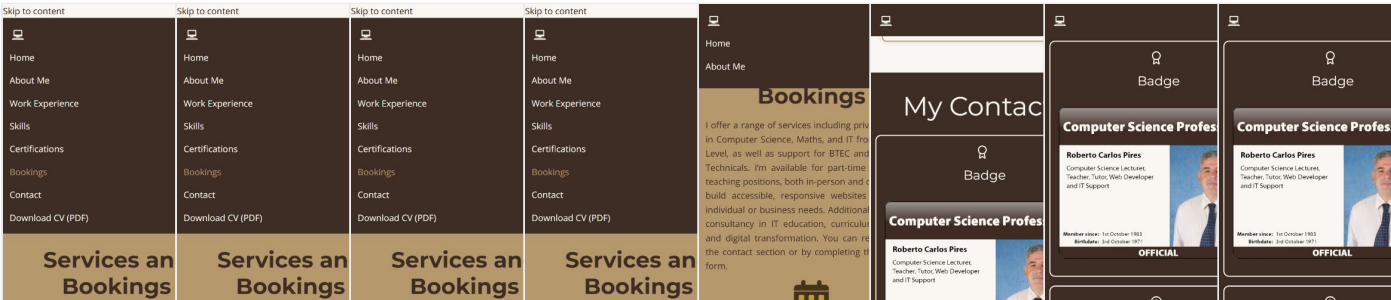 Skip to content
Home
About Me
Work Experience
Skills
Certifications
Bookings
Contact
Download CV (PDF)
Services an
Bookings
Skip to content
Home
About Me
Work Experience
Skills
Certifications
Bookings
Contact
Download CV (PDF)
Services an
Bookings
Skip to content
Home
About Me
Work Experience
Skills
Certifications
Bookings
Contact
Download CV (PDF)
Services an
Bookings
Skip to content
Home
About Me
Work Experience
Skills
Certifications
Bookings
Contact
Download CV (PDF)
Services an
Bookings
Home
About Me
Bookings
I offer a range of services including priv
in Computer Science, Maths, and IT fro
Level, as well as support for BTEC and
Technicals. I'm available for part-time
teaching positions, both in-person and o
build accessible, responsive websites
individual or business needs. Additional
consultancy in IT education, curriculu
and digital transformation. You can re
the contact section or by completing th
form.
My Contac
Badge
Computer Science Profes
Roberto Carlos Pires
Computer Science Lecturer,
Teacher, Tutor, Web Developer
and IT Support
Badge
Computer Science Profes
Roberto Carlos Pires
Computer Science Lecturer,
Teacher, Tutor, Web Developer
and IT Support
Member since: 1st October 1983
Birthdate: 3rd October 1971
OFFICIAL
Badge
Computer Science Profes
Roberto Carlos Pires
Computer Science Lecturer,
Teacher, Tutor, Web Developer
and IT Support
Member since: 1st October 1983
Birthdate: 3rd October 1971
OFFICIAL